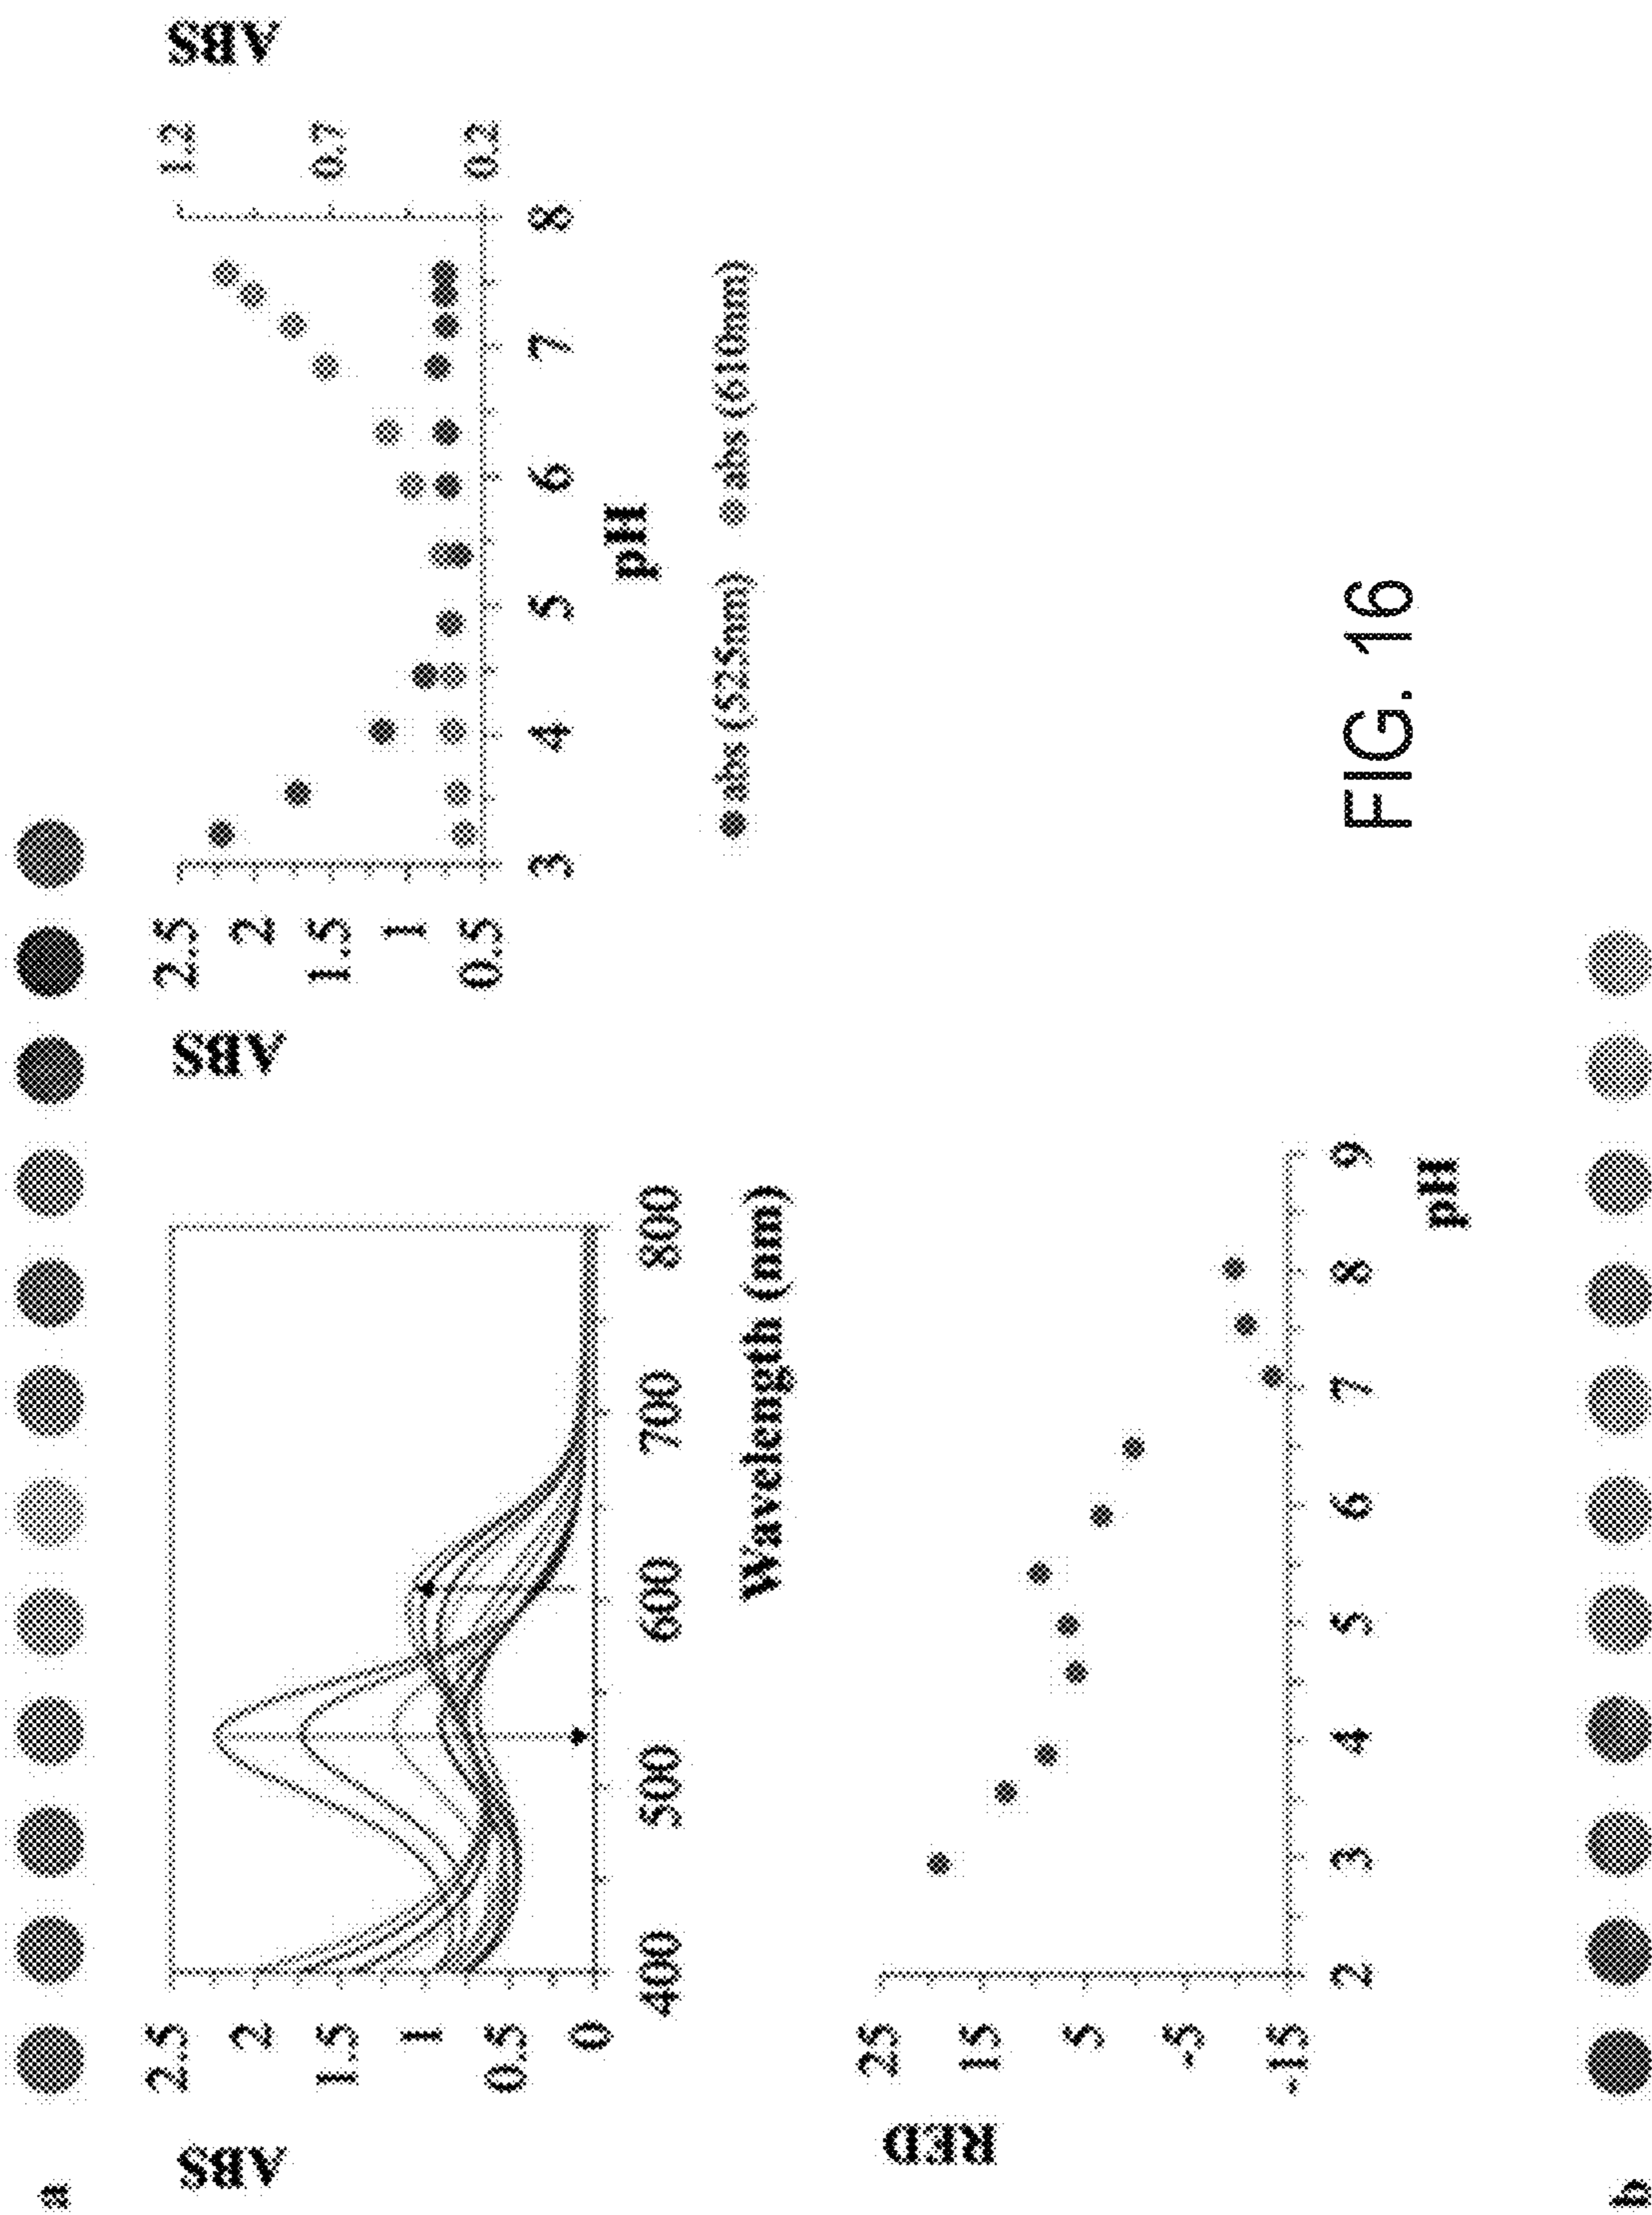 a
ABS
2.5
2
1.5
1
0.5
0
400 500 600 700 800
Wavelength (nm)
ABS
2.5
2
1.5
1
0.5
3 4 5 6 7 8
pH
1.2
0.7
0.2
ABS
abs (525nm) abs (610nm)
RED
25
15
5
-5
-15
2 3 4 5 6 7 8 9
pH
FIG. 16
b